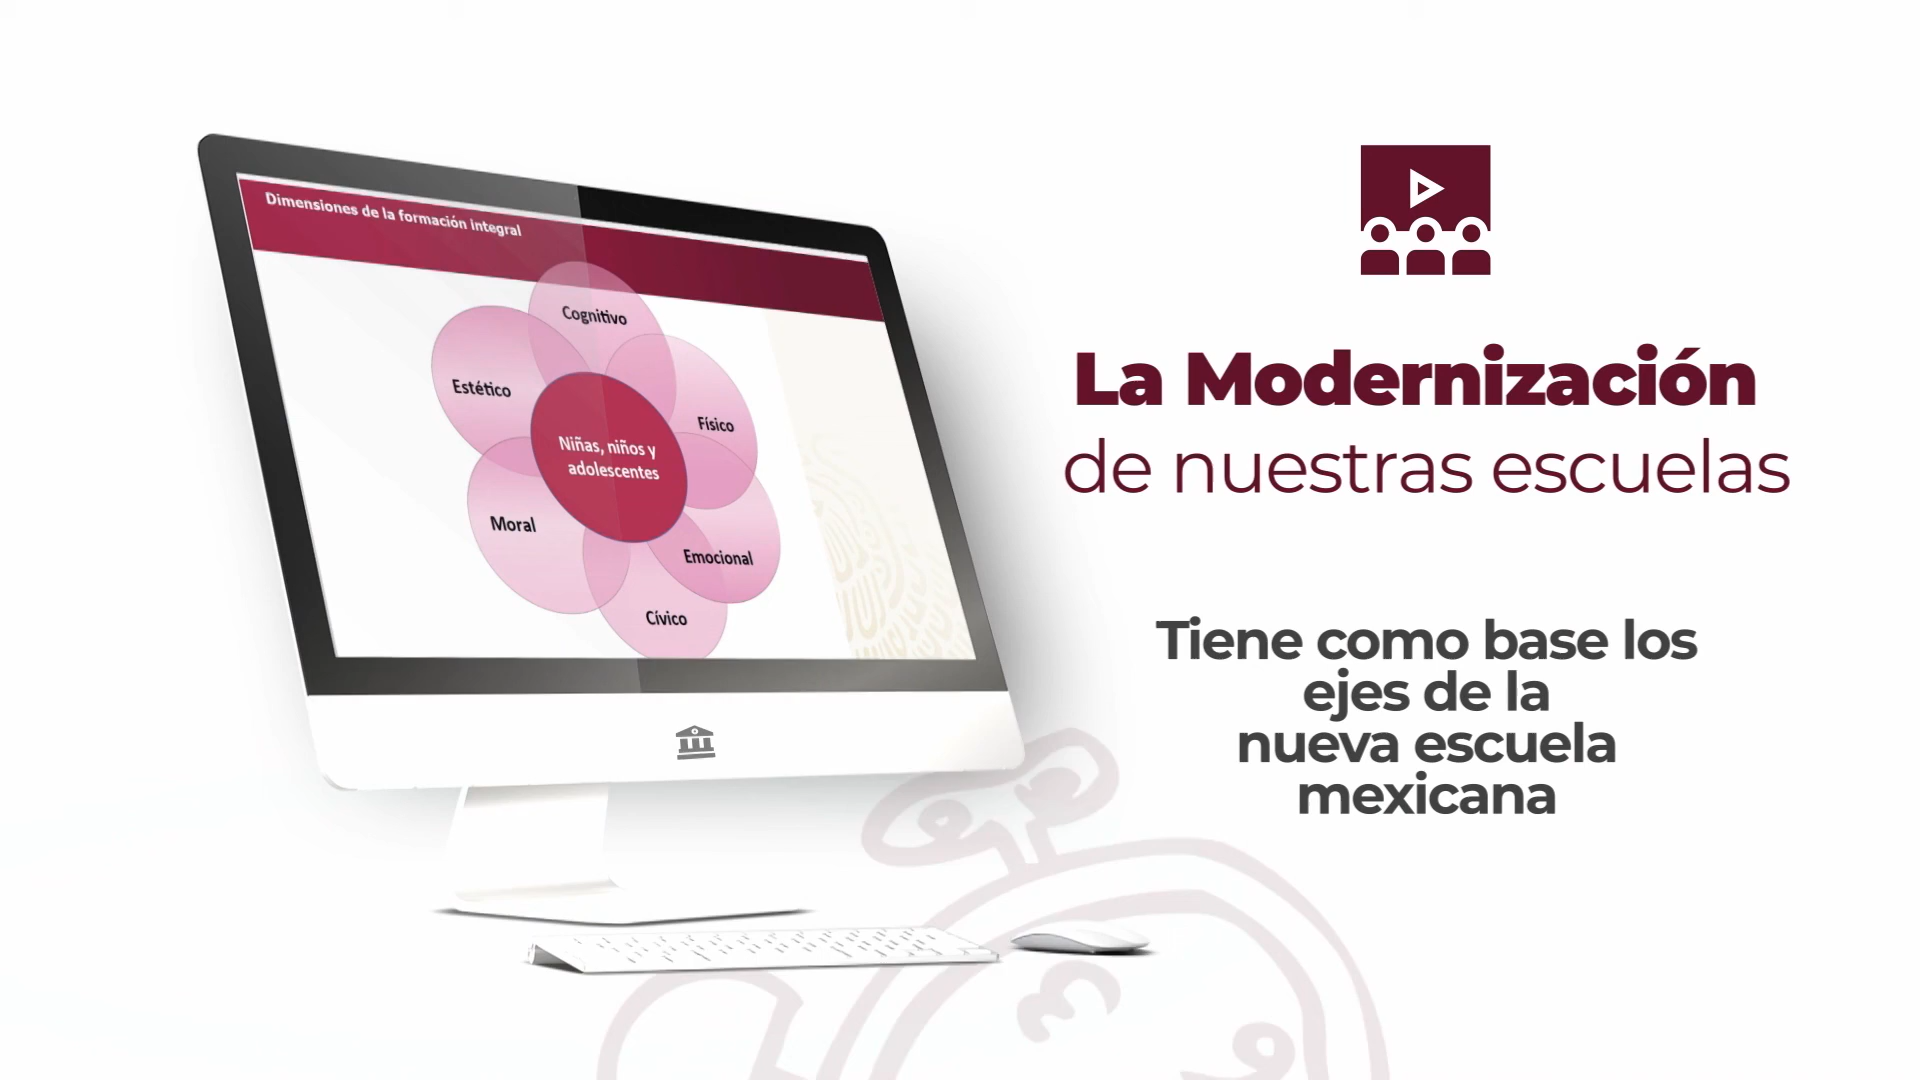 Dimensiones de la formación integral
Cognitivo
Estético
Físico
Niñas, niños y
adolescentes
Moral
Emocional
Cívico
La Modernización
de nuestras escuelas
Tiene como base los
ejes de la
nueva escuela
mexicana